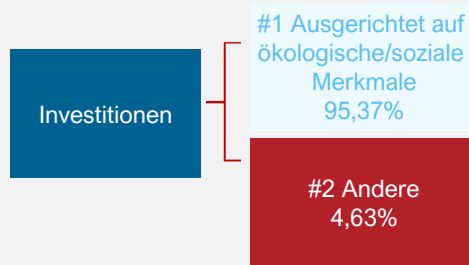 Investitionen
#1 Ausgerichtet auf
ökologische/soziale
Merkmale
95,37%
#2 Andere
4,63%